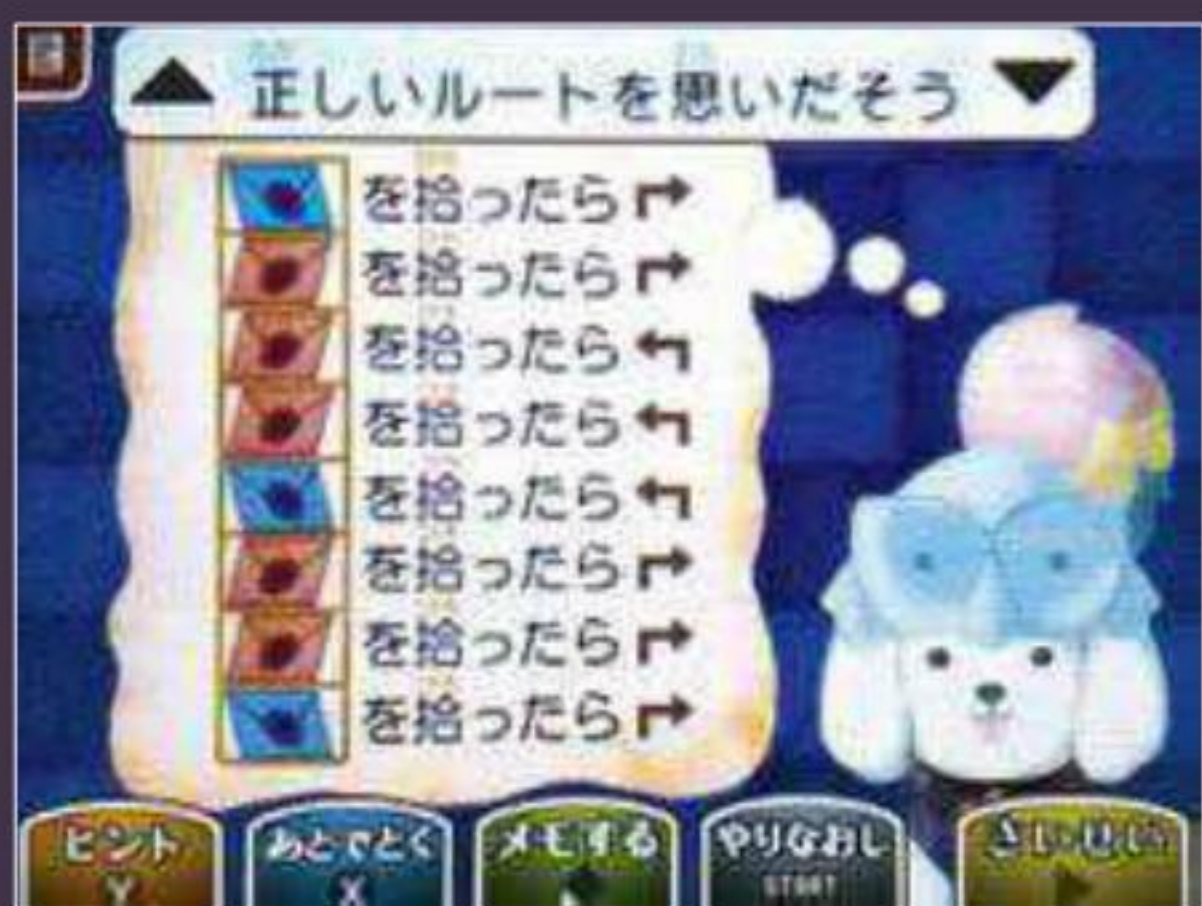 正しいルートを思いだそう
を拾ったら
を拾ったら
を拾ったら
を拾ったら
を拾ったら
を拾ったら
を拾ったら
を拾ったら
ヒント
Y
あとでとく
X
メモする
やりなおし
START